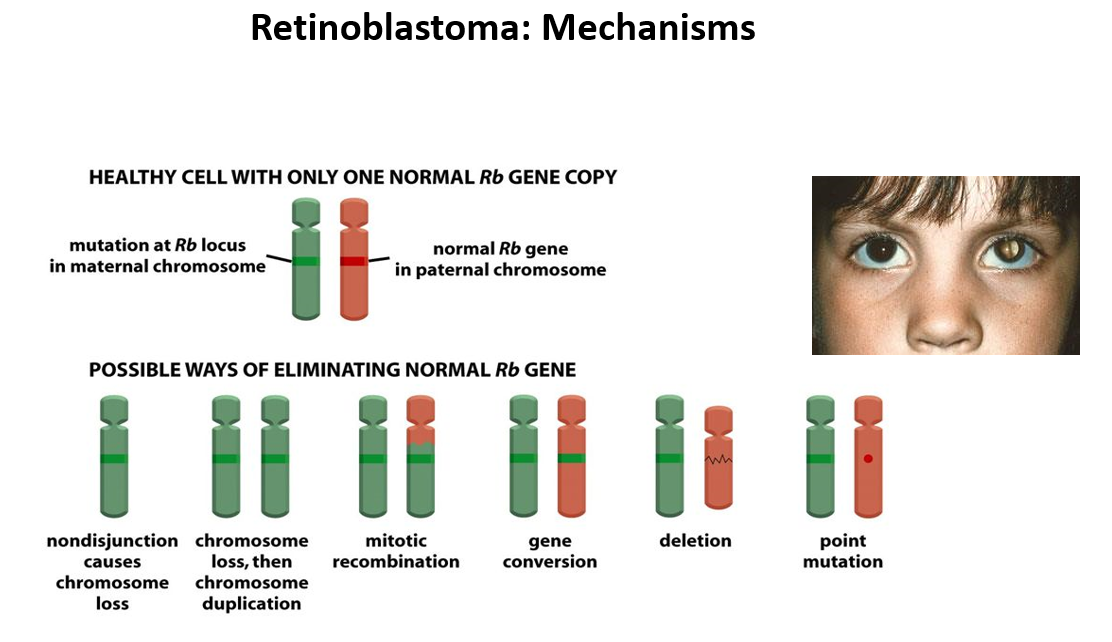 Retinoblastoma: Mechanisms
HEALTHY CELL WITH ONLY ONE NORMAL Rb GENE COPY
mutation at Rb locus
in maternal chromosome
normal Rb gene
in paternal chromosome
POSSIBLE WAYS OF ELIMINATING NORMAL Rb GENE
nondisjunction
causes
chromosome
loss
chromosome
loss, then
chromosome
duplication
mitotic
recombination
gene
conversion
deletion
point
mutation